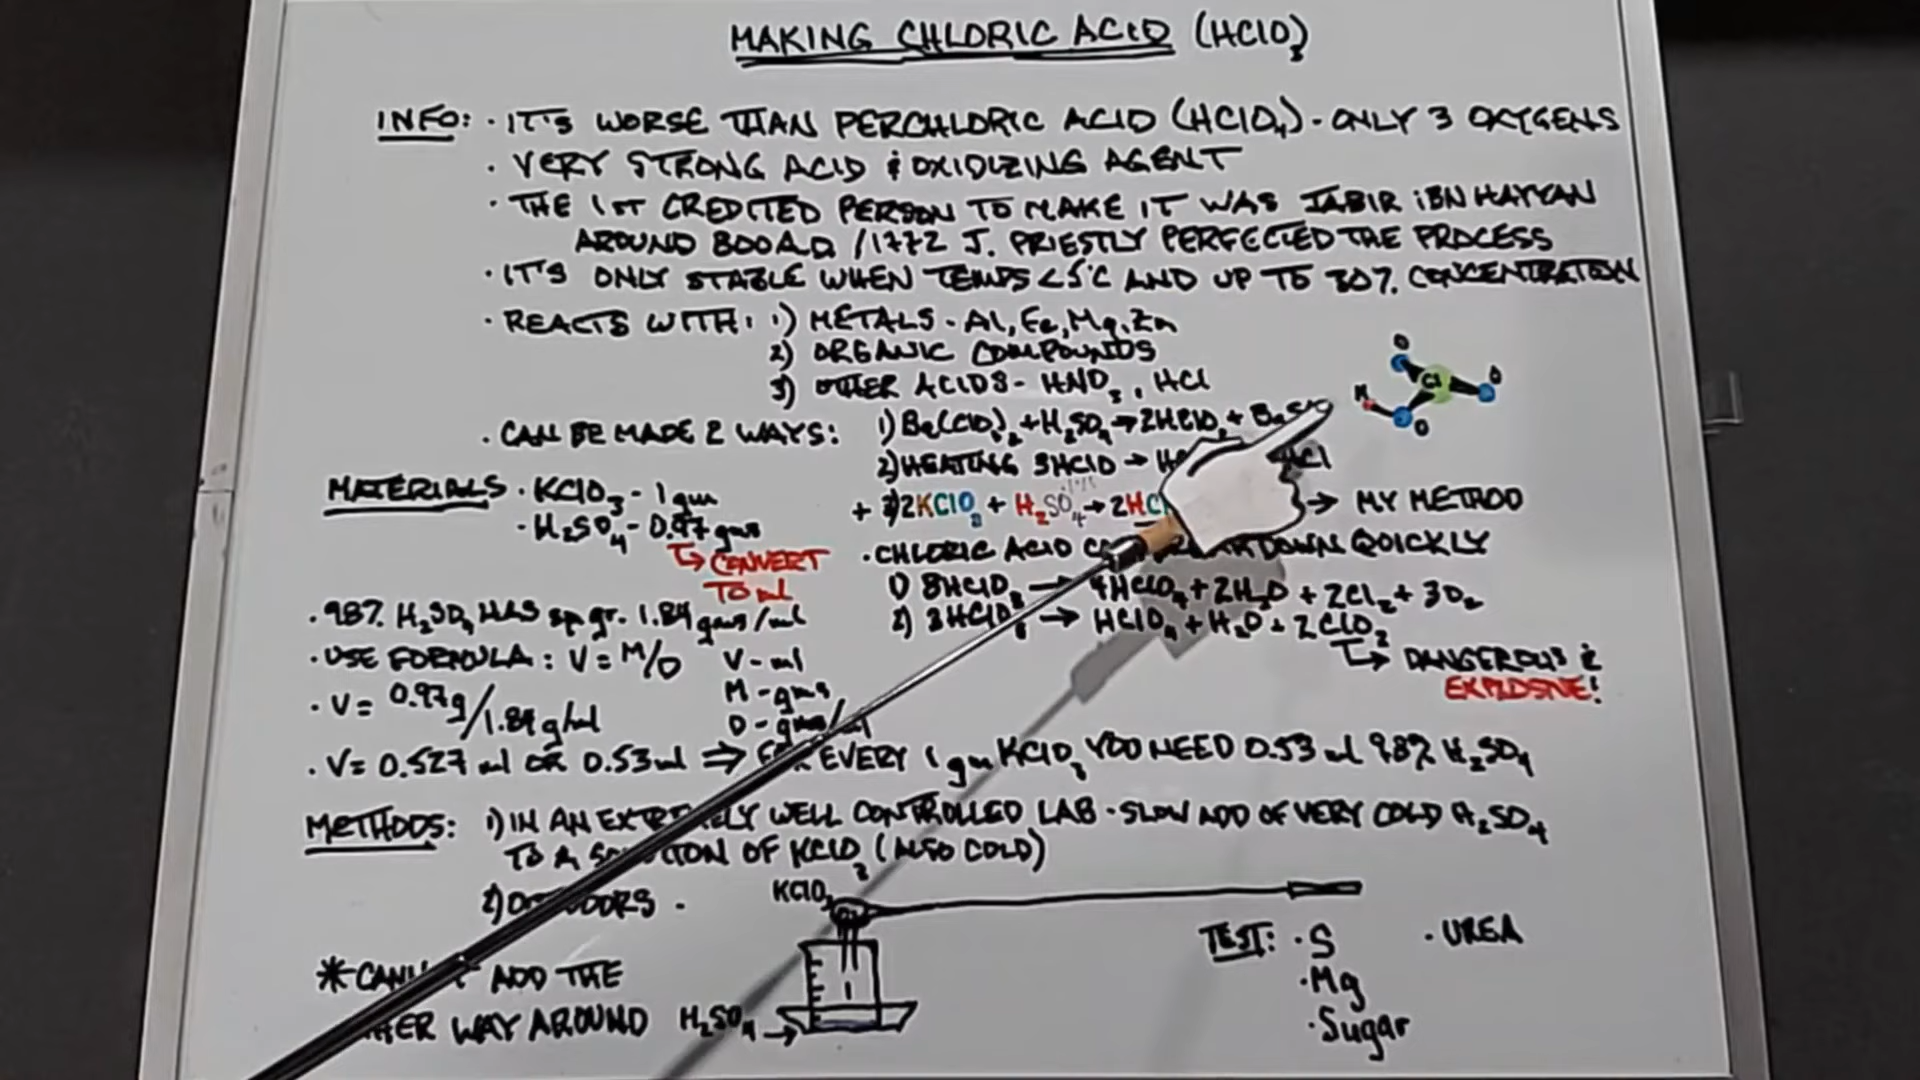 MAKING CHLORIC ACID (HClO3)
INFO: · IT'S WORSE THAN PERCHLORIC ACID (HClO4) - ONLY 3 OXYGENS
· VERY STRONG ACID & OXIDIZING AGENT
· THE 1ST CREDITED PERSON TO MAKE IT WAS JABIR IBN HAYYAN
AROUND 800 A.D. / 1772 J. PRIESTLY PERFECTED THE PROCESS
· IT'S ONLY STABLE WHEN TEMPS <5°C AND UP TO 30% CONCENTRATION
· REACTS WITH: 1) METALS - Al, Fe, Mg, Zn
2) ORGANIC COMPOUNDS
3) OTHER ACIDS - HNO3, HCl
O
Cl
O
H
O
· CAN BE MADE 2 WAYS: 1) Ba(ClO3)2 + H2SO4 → 2HClO3 +
2) HEATING 3HClO →
+ 3) 2KClO3 + H2SO4 → 2HCl → MY METHOD
MATERIALS · KClO3 - 1 gm
· H2SO4 - 0.97 gms
↳ CONVERT
TO ml
· CHLORIC ACID DOWN QUICKLY
1) 8HClO3 → 4HClO4 + 2H2O + 2Cl2 + 3O2
2) 3HClO3 → HClO4 + H2O + 2ClO2
↳ DANGEROUS &
EXPLOSIVE!
· 98% H2SO4 HAS sp gr. 1.84 gms/ml
· USE FORMULA: V = M/D V - ml
M - gms
D - gms/ml
· V = 0.97g/1.84 g/ml
· V = 0.527 ml OR 0.53 ml ⇒ FOR EVERY 1 gm KClO3 YOU NEED 0.53 ml 98% H2SO4
METHODS: 1) IN AN EXTREMELY WELL CONTROLLED LAB - SLOW ADD OF VERY COLD H2SO4
TO A SOLUTION OF KClO3 (ALSO COLD)
2) OUTDOORS -
KClO3
* CANNOT ADD THE
OTHER WAY AROUND
H2SO4 →
TEST: · S · UREA
· Mg
· Sugar